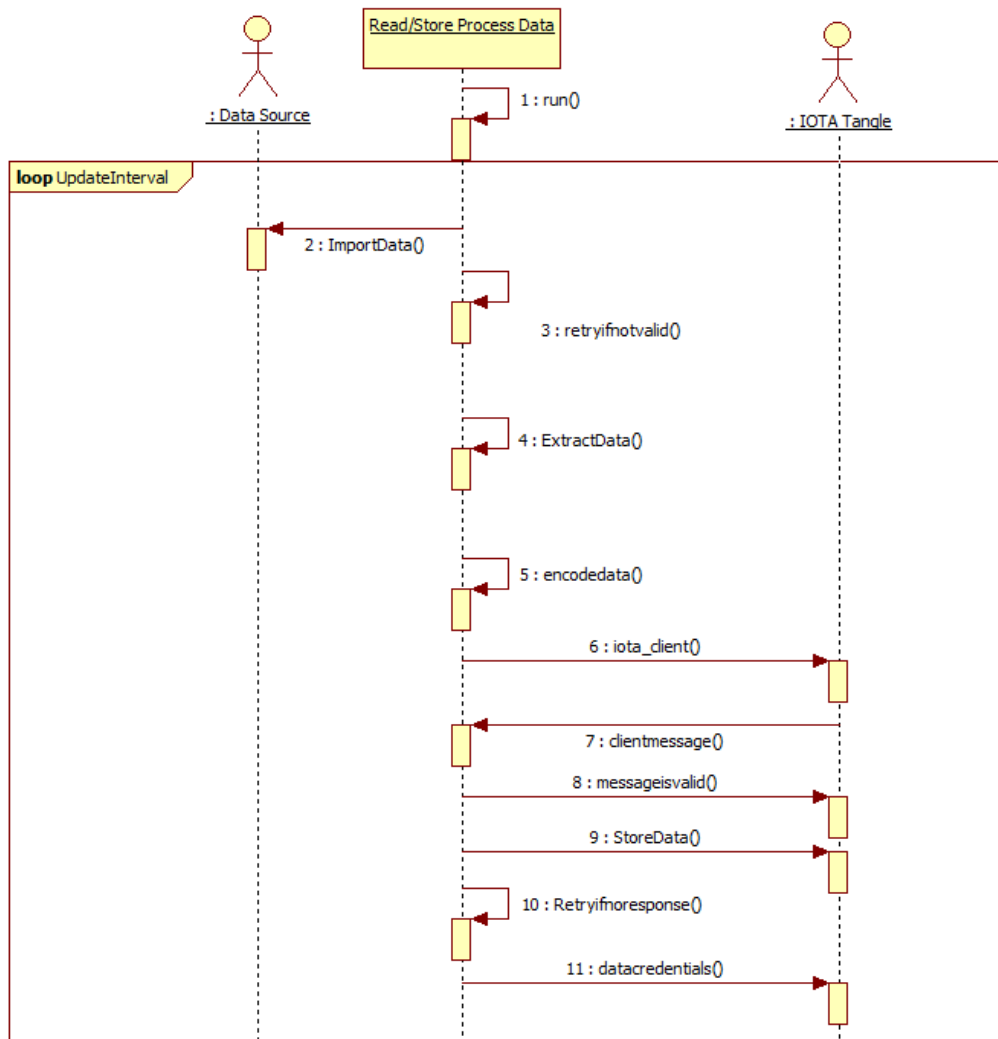 Read/Store Process Data
: Data Source
: IOTA Tangle
1 : run()
loop UpdateInterval
2 : ImportData()
3 : retryifnotvalid()
4 : ExtractData()
5 : encodedata()
6 : iota_client()
7 : clientmessage()
8 : messageisvalid()
9 : StoreData()
10 : Retryifnoresponse()
11 : datacredentials()